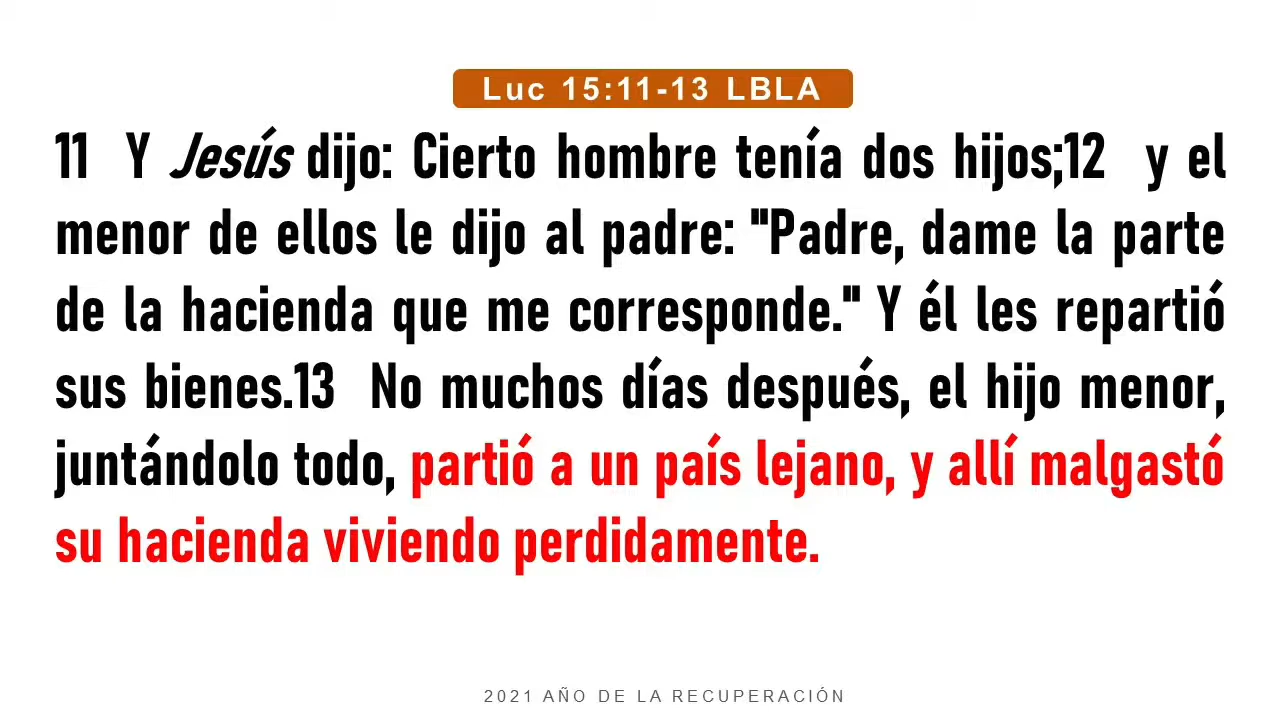 Luc 15:11-13 LBLA
11 Y Jesús dijo: Cierto hombre tenía dos hijos;12 y el
menor de ellos le dijo al padre: "Padre, dame la parte
de la hacienda que me corresponde." Y él les repartió
sus bienes.13 No muchos días después, el hijo menor,
juntándolo todo, partió a un país lejano, y allí malgastó
su hacienda viviendo perdidamente.
2021 AÑO DE LA RECUPERACIÓN